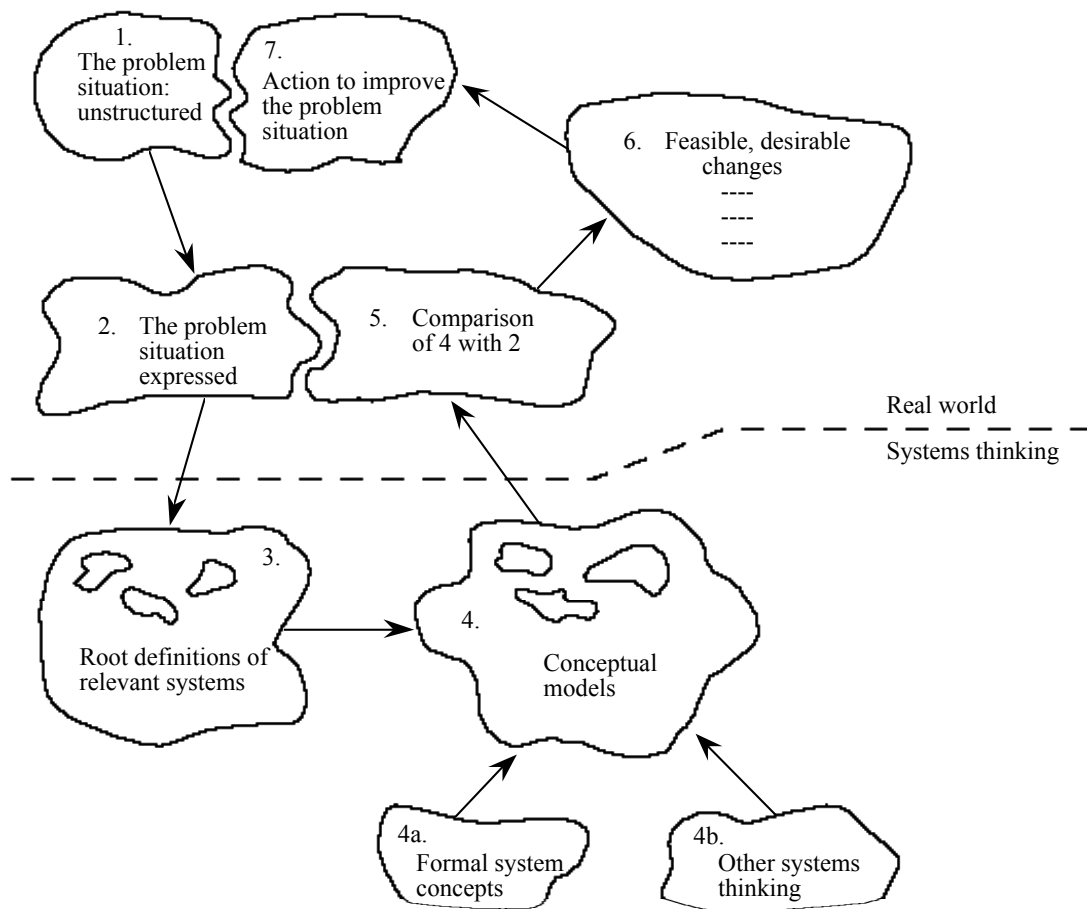 1.
The problem
situation:
unstructured
7.
Action to improve
the problem
situation
6. Feasible, desirable
changes
----
----
----
2. The problem
situation
expressed
5. Comparison
of 4 with 2
Real world
Systems thinking
3.
Root definitions of
relevant systems
4.
Conceptual
models
4a.
Formal system
concepts
4b.
Other systems
thinking